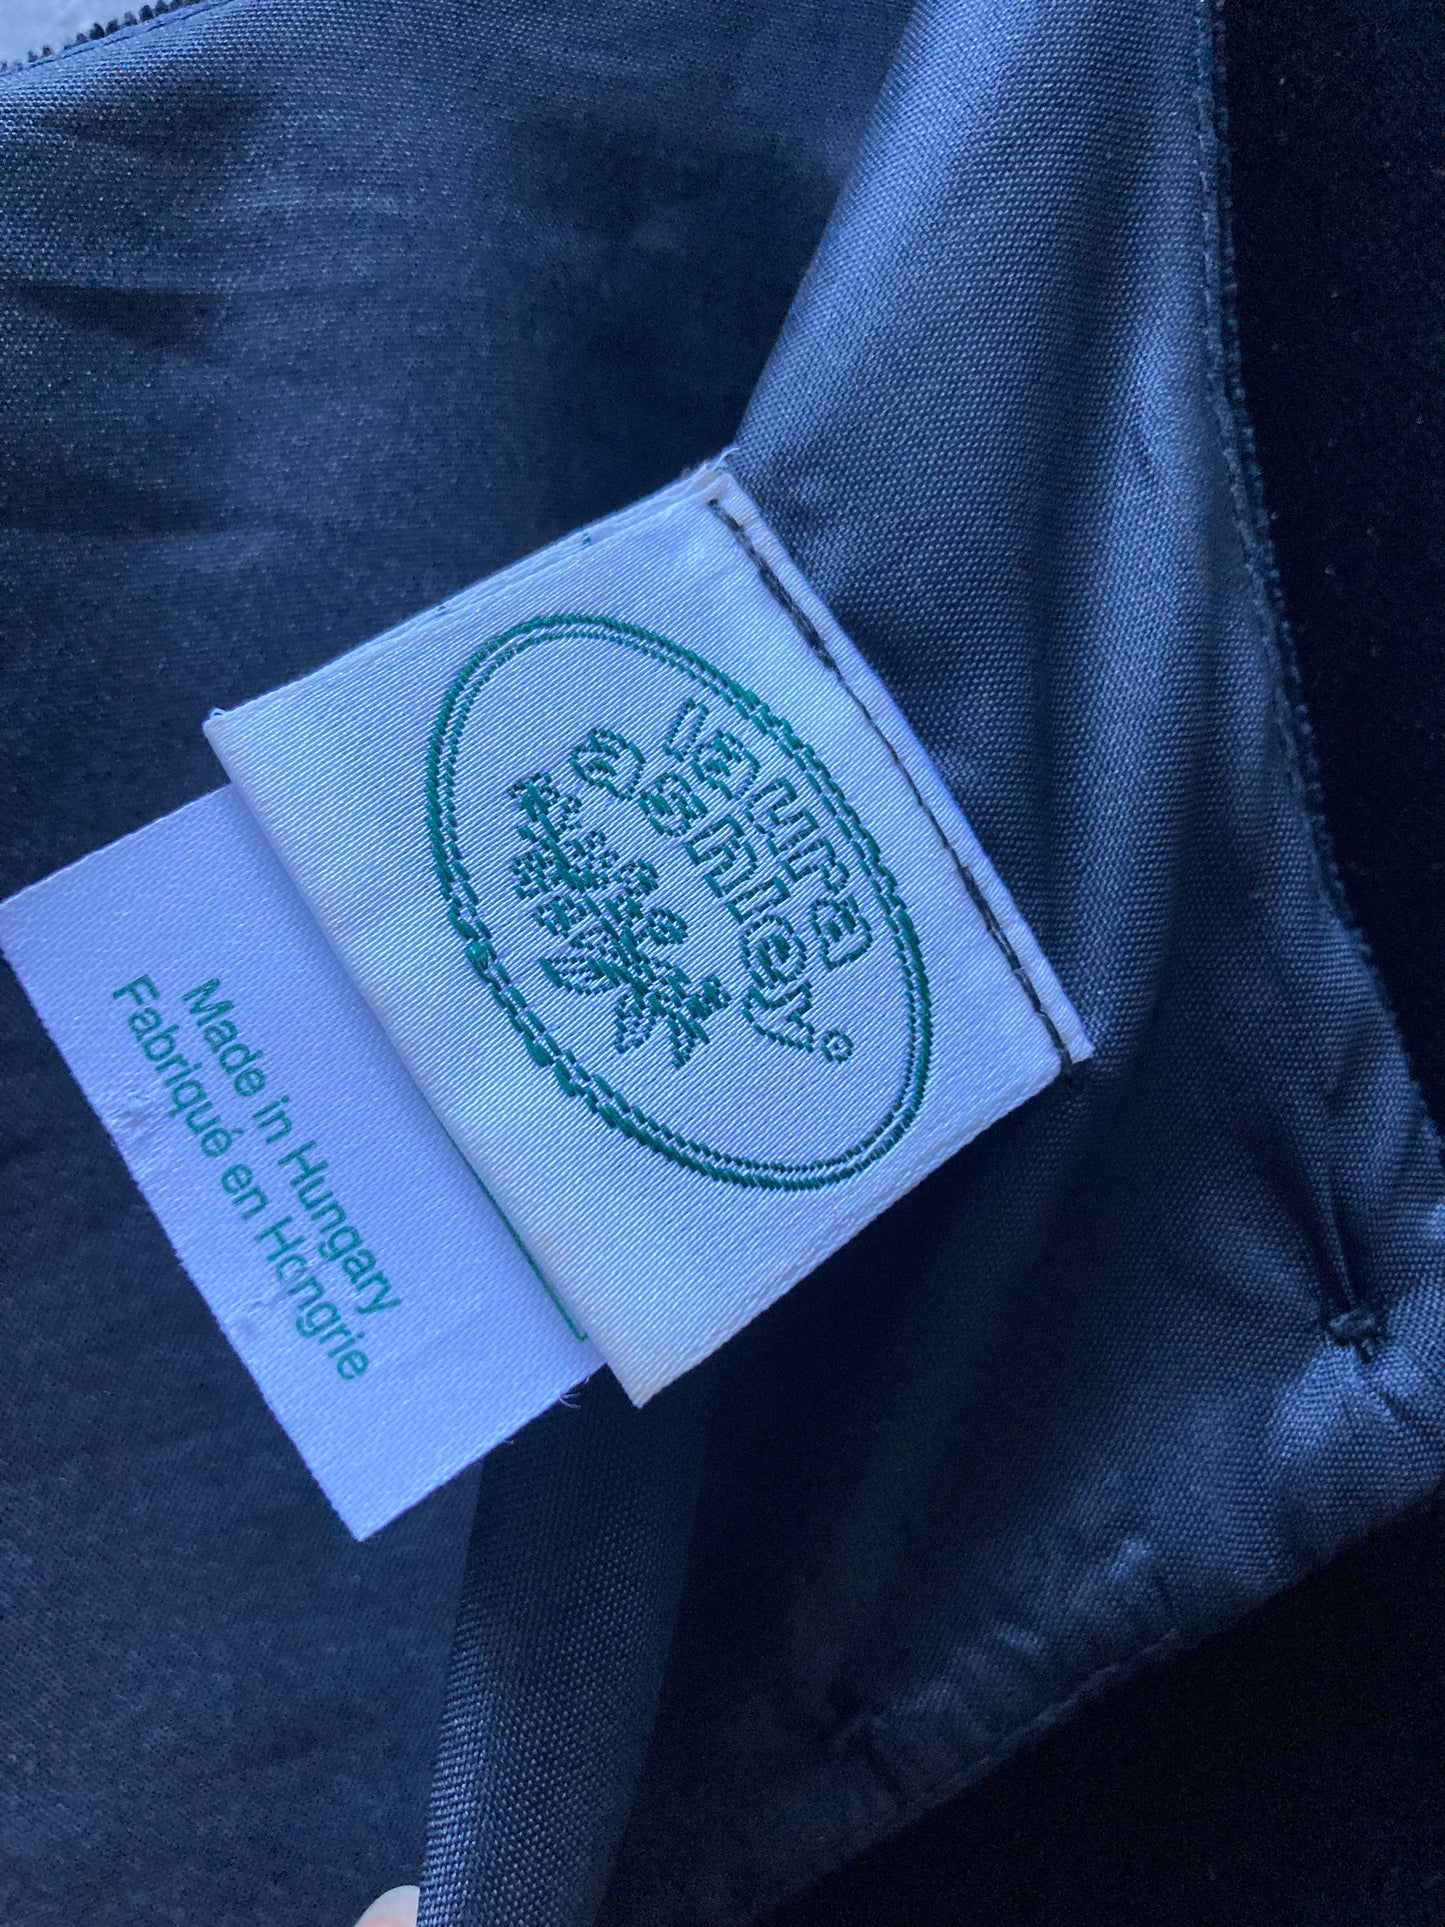 laura
ashley.
Made in Hungary
Fabriqué en Hongrie